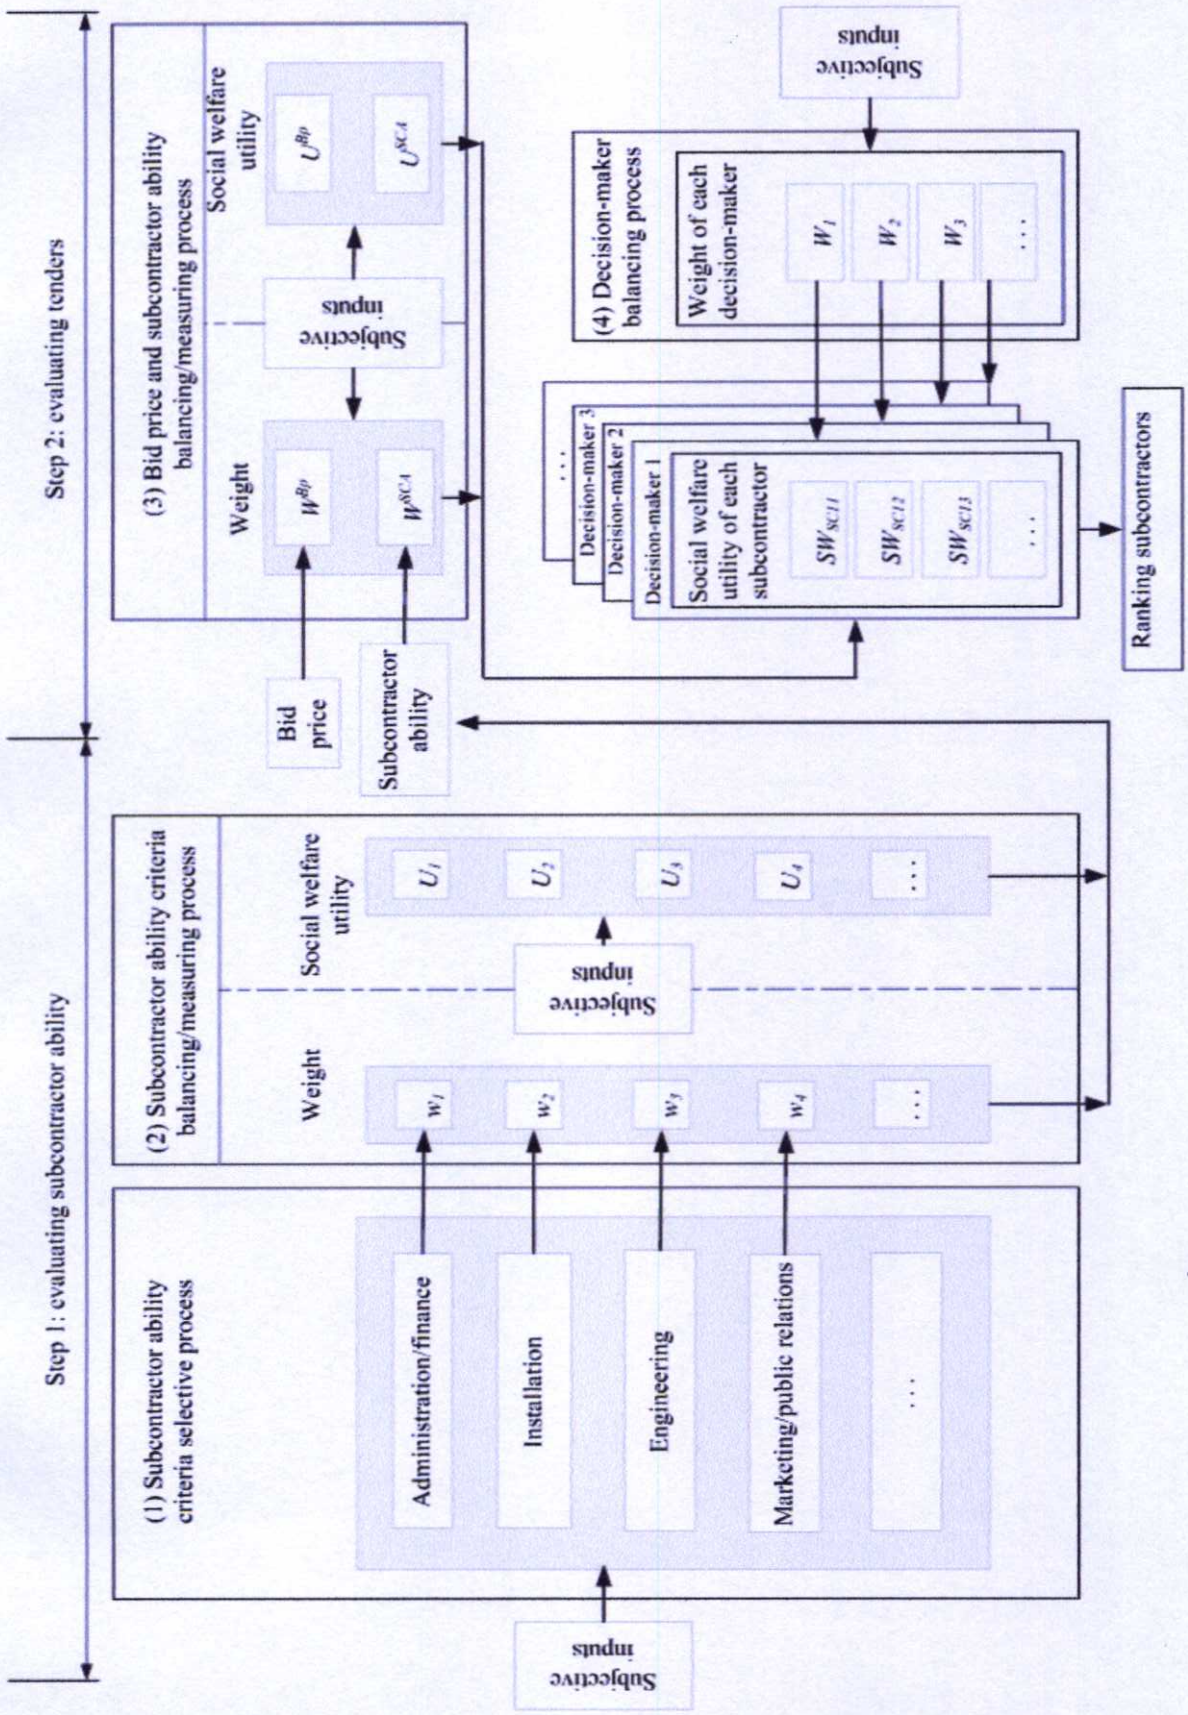 Step 1: evaluating subcontractor ability
Step 2: evaluating tenders
(1) Subcontractor ability
criteria selective process
Subjective
inputs
Administration/finance
Installation
Engineering
Marketing/public relations
...
(2) Subcontractor ability criteria
balancing/measuring process
Weight
w1
w2
w3
w4
...
Subjective
inputs
Social welfare
utility
U1
U2
U3
U4
...
Bid
price
Subcontractor
ability
(3) Bid price and subcontractor ability
balancing/measuring process
Weight
W^Bp
W^SCA
Subjective
inputs
Social welfare
utility
U^Bp
U^SCA
...
Decision-maker 3
Decision-maker 2
Decision-maker 1
Social welfare
utility of each
subcontractor
SW_SC11
SW_SC12
SW_SC13
...
(4) Decision-maker
balancing process
Weight of each
decision-maker
W1
W2
W3
...
Subjective
inputs
Ranking subcontractors